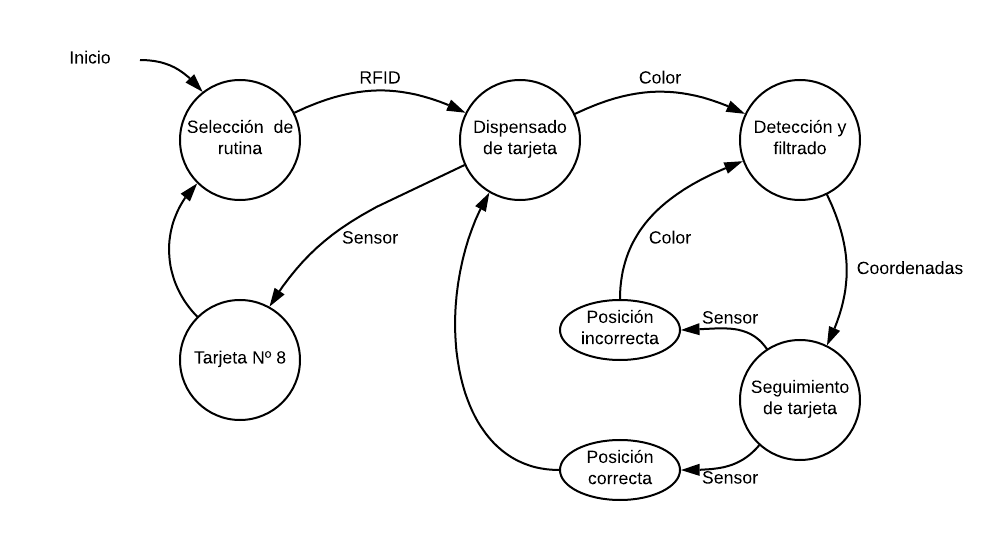 Inicio
RFID
Color
Selección de
rutina
Dispensado
de tarjeta
Detección y
filtrado
Sensor
Color
Coordenadas
Posición
incorrecta
Sensor
Tarjeta Nº 8
Seguimiento
de tarjeta
Posición
correcta
Sensor